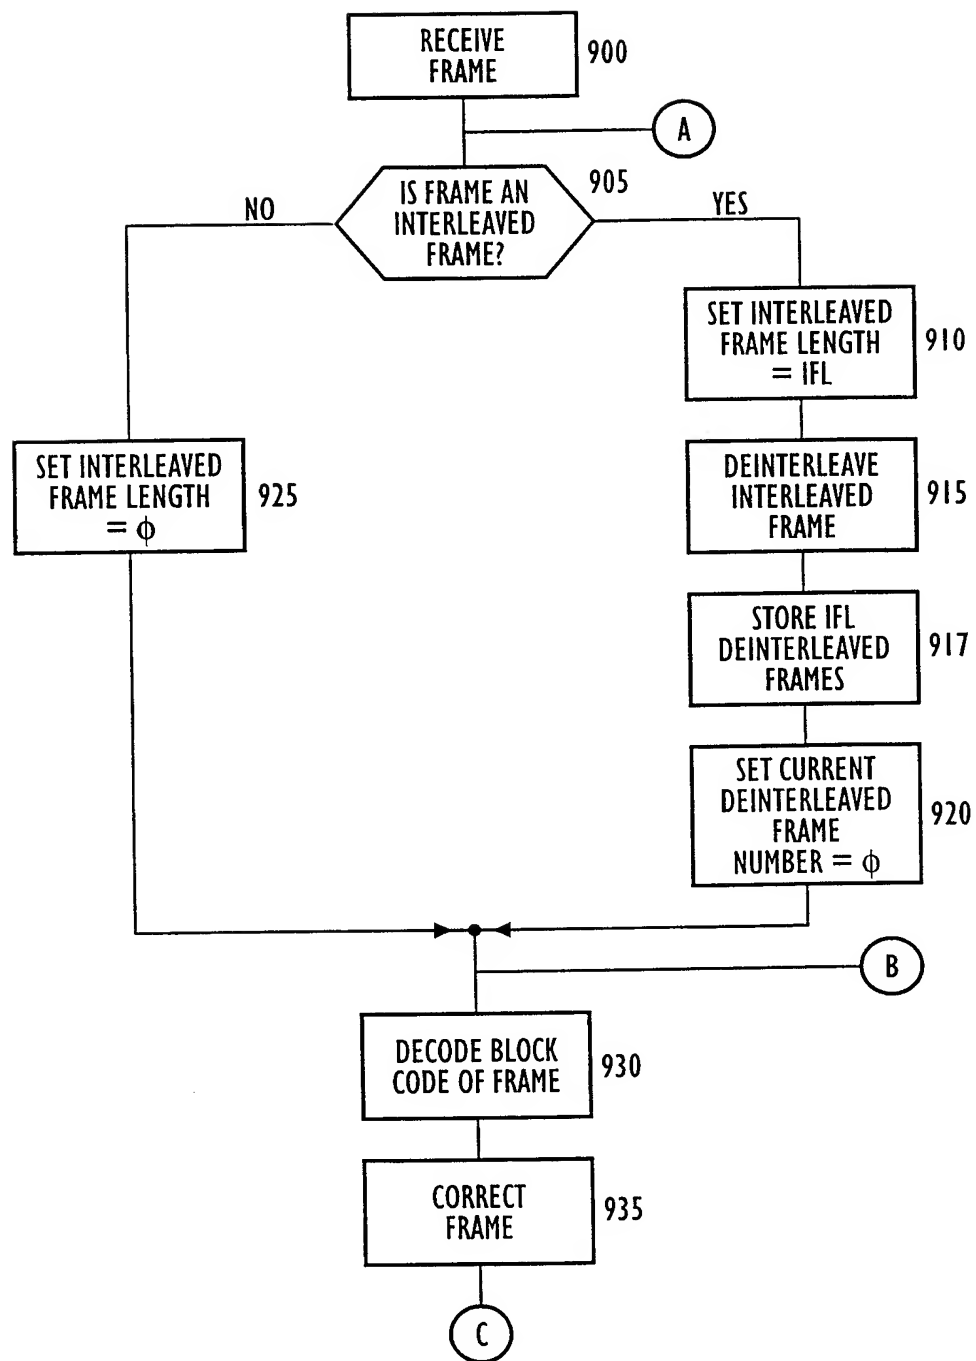 RECEIVE
FRAME
900
A
IS FRAME AN
INTERLEAVED
FRAME?
905
NO
YES
SET INTERLEAVED
FRAME LENGTH
= IFL
910
SET INTERLEAVED
FRAME LENGTH
= ϕ
925
DEINTERLEAVE
INTERLEAVED
FRAME
915
STORE IFL
DEINTERLEAVED
FRAMES
917
SET CURRENT
DEINTERLEAVED
FRAME
NUMBER = ϕ
920
B
DECODE BLOCK
CODE OF FRAME
930
CORRECT
FRAME
935
C